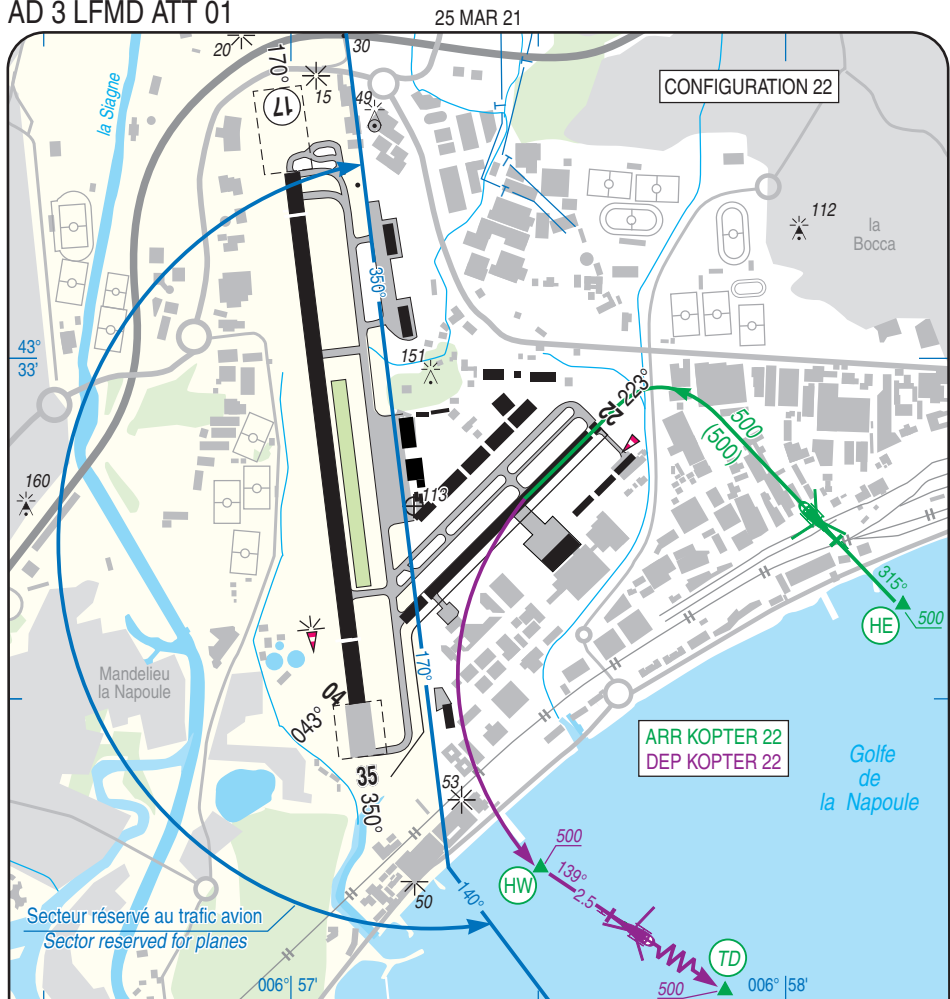 AD 3 LFMD ATT 01
25 MAR 21
20
170°
30
CONFIGURATION 22
la Siagne
17
15
49
112
la
Bocca
350°
43°
33'
151
22
223°
500
(500)
160
113
315°
500
HE
170°
Mandelieu
la Napoule
04
043°
ARR KOPTER 22
DEP KOPTER 22
Golfe
de
la Napoule
35
350°
53
500
HW
139°
2.5
50
140°
Secteur réservé au trafic avion
Sector reserved for planes
TD
500
006° 57'
006° 58'